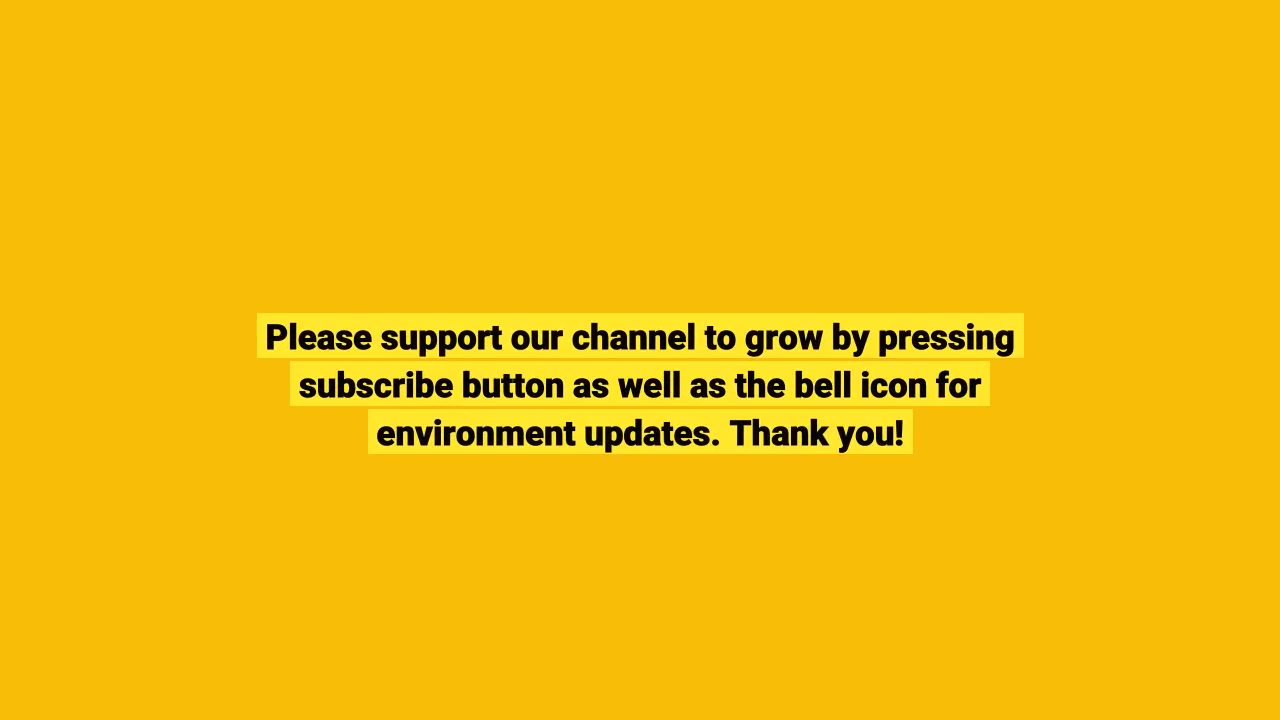 Please support our channel to grow by pressing
subscribe button as well as the bell icon for
environment updates. Thank you!